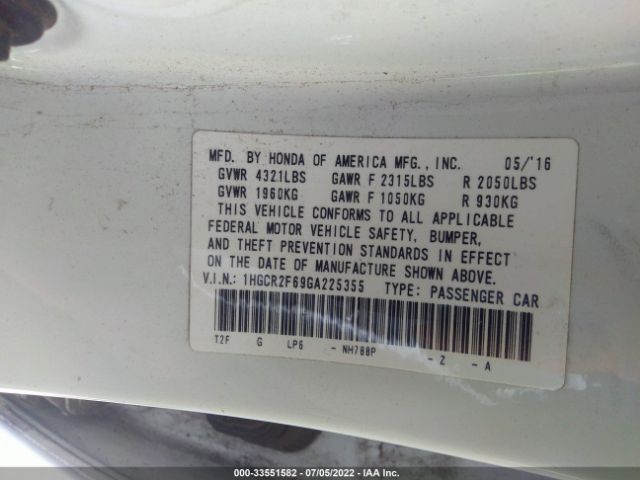 MFD. BY HONDA OF AMERICA MFG., INC. 05/'16
GVWR 4321LBS GAWR F 2315LBS R 2050LBS
GVWR 1960KG GAWR F 1050KG R 930KG
THIS VEHICLE CONFORMS TO ALL APPLICABLE
FEDERAL MOTOR VEHICLE SAFETY, BUMPER,
AND THEFT PREVENTION STANDARDS IN EFFECT
ON THE DATE OF MANUFACTURE SHOWN ABOVE.
V.I.N.: 1HGCR2F69GA225355 TYPE: PASSENGER CAR
T2F G LP6 - NH788P - Z - A
000-33551582 / 07/05/2022 - IAA Inc.